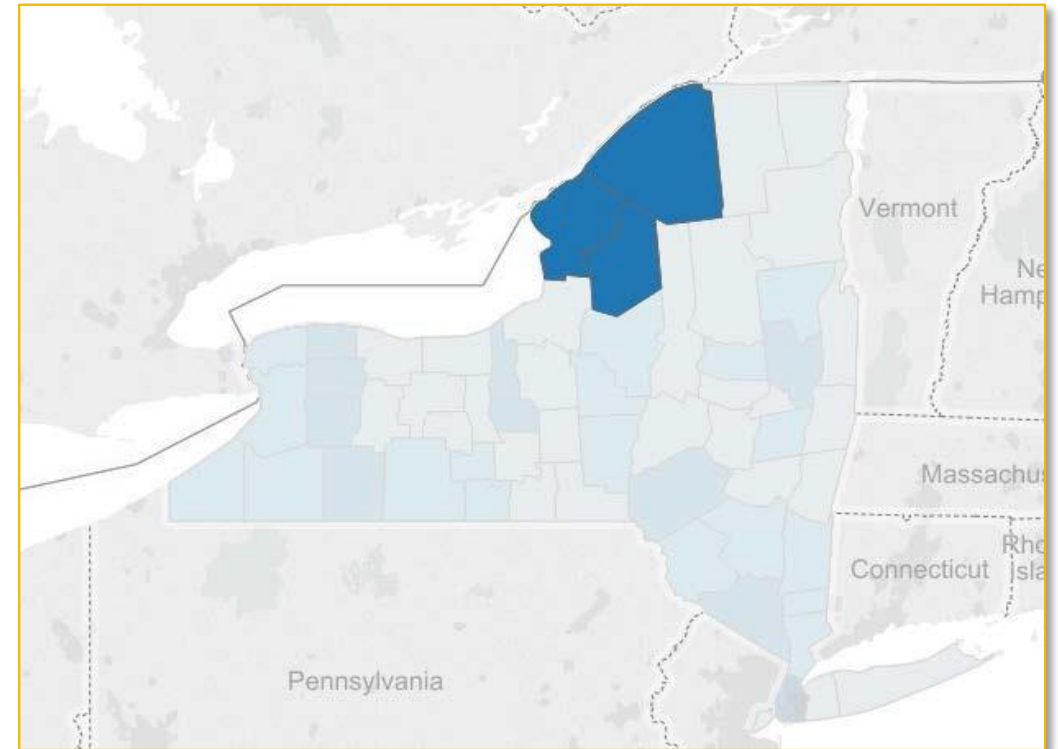 Vermont
Ne
Hamp
Massachus
Rho
Isla
Connecticut
Pennsylvania